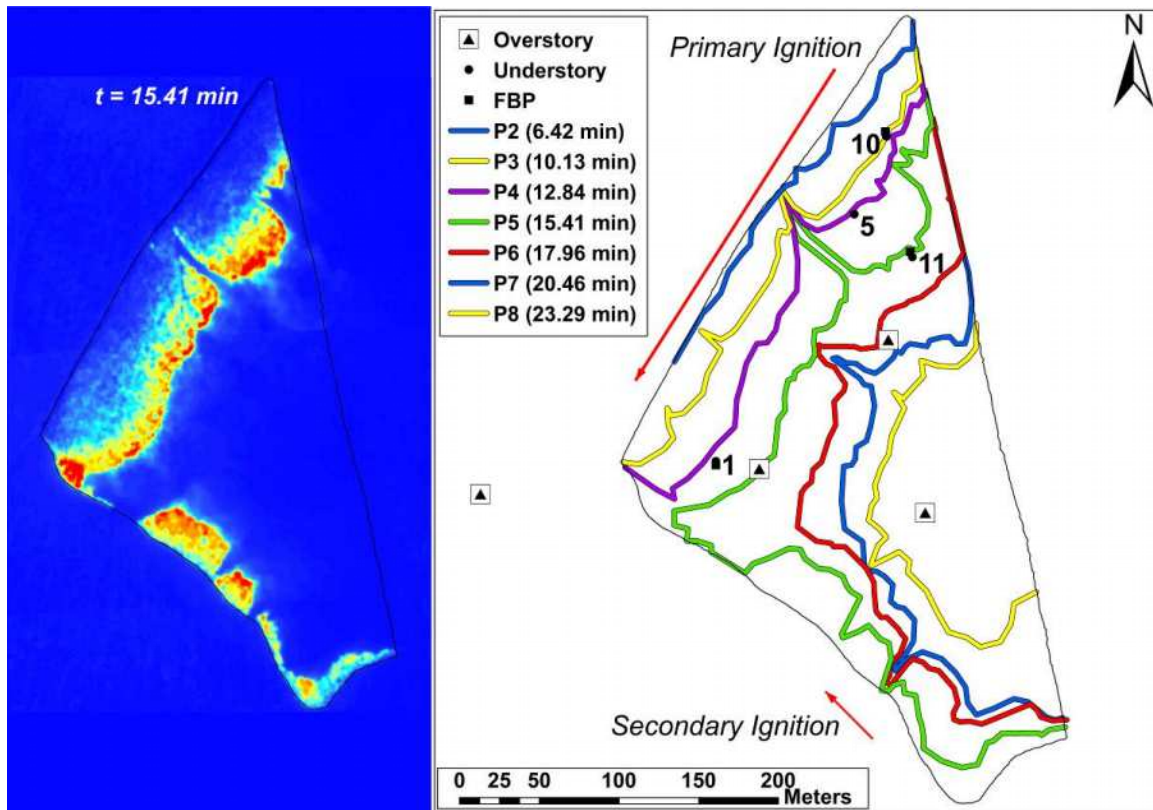 t = 15.41 min
Overstory
Understory
FBP
P2 (6.42 min)
P3 (10.13 min)
P4 (12.84 min)
P5 (15.41 min)
P6 (17.96 min)
P7 (20.46 min)
P8 (23.29 min)
Primary Ignition
N
10
5
11
1
Secondary Ignition
0 25 50 100 150 200
Meters